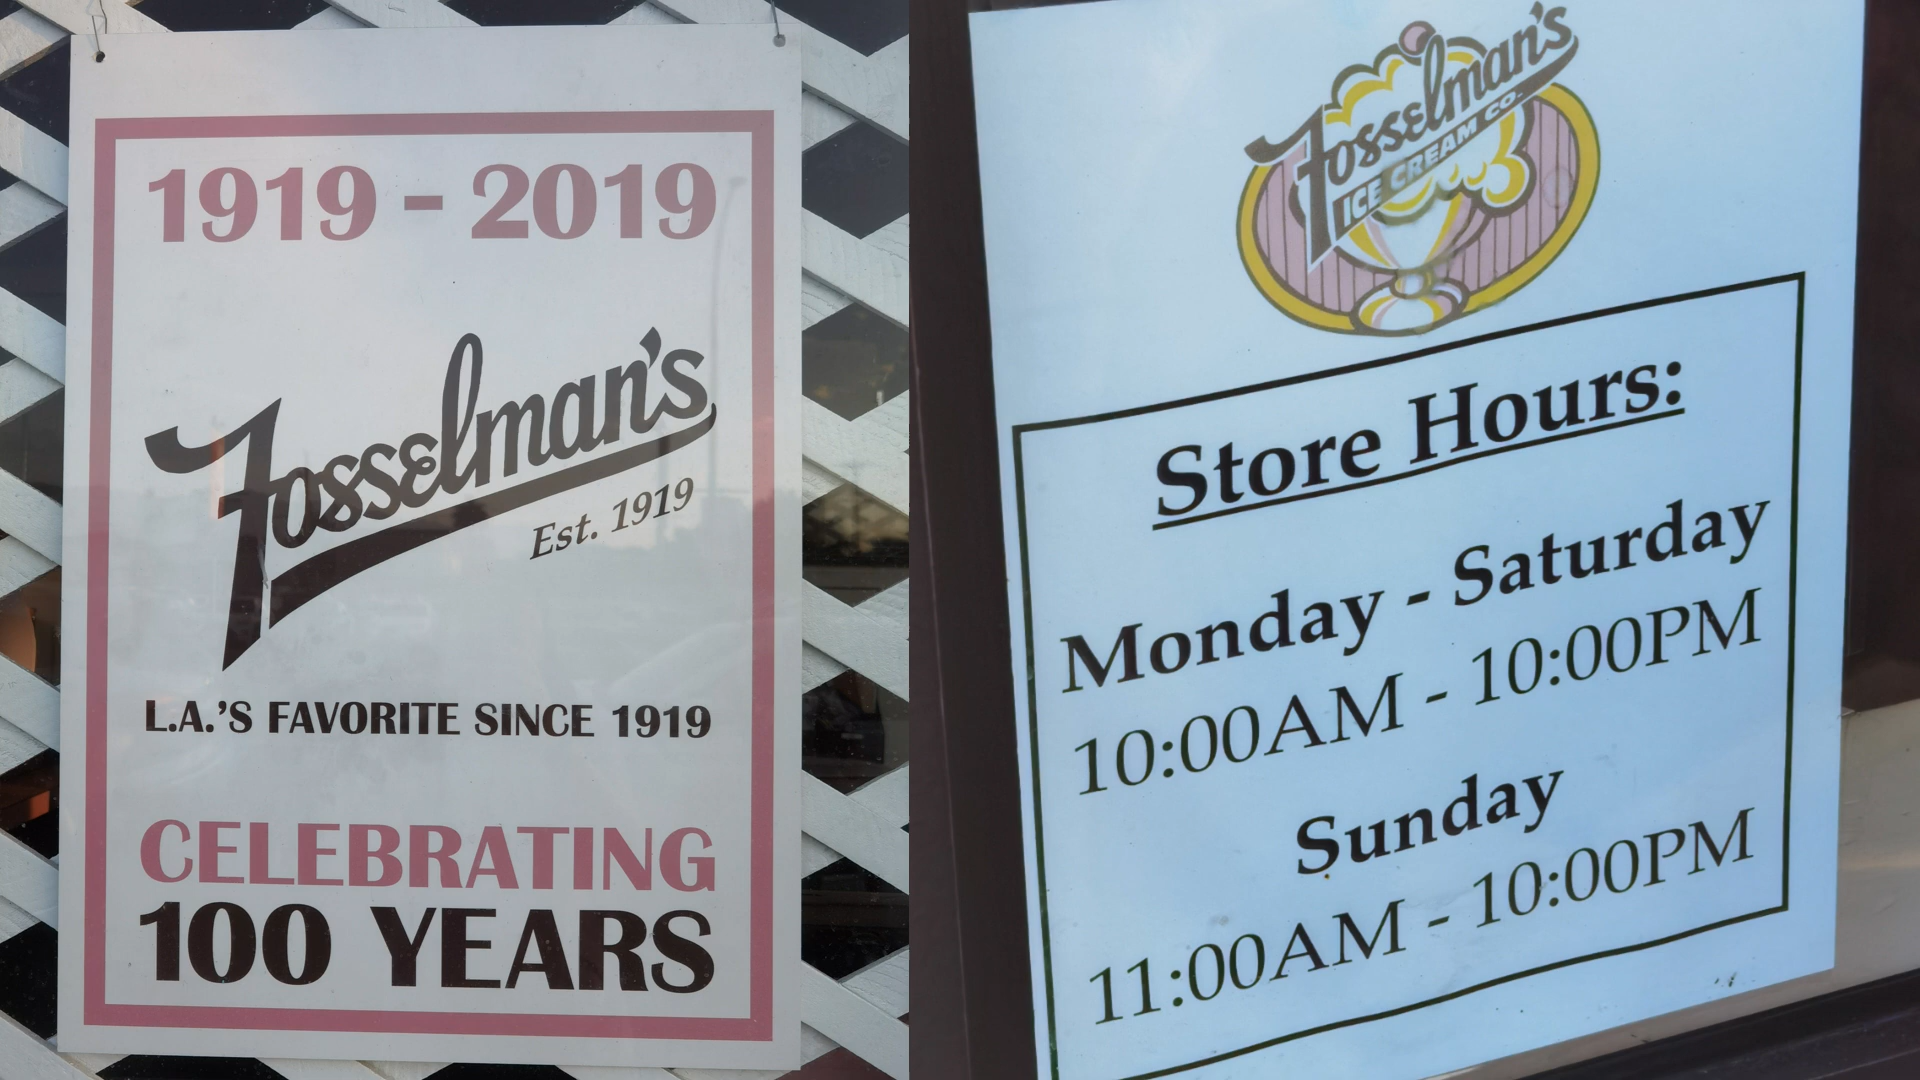 1919 - 2019
Fosselman's
Est. 1919
L.A.'S FAVORITE SINCE 1919
CELEBRATING
100 YEARS
Fosselman's
ICE CREAM CO.
Store Hours:
Monday - Saturday
10:00AM - 10:00PM
Sunday
11:00AM - 10:00PM